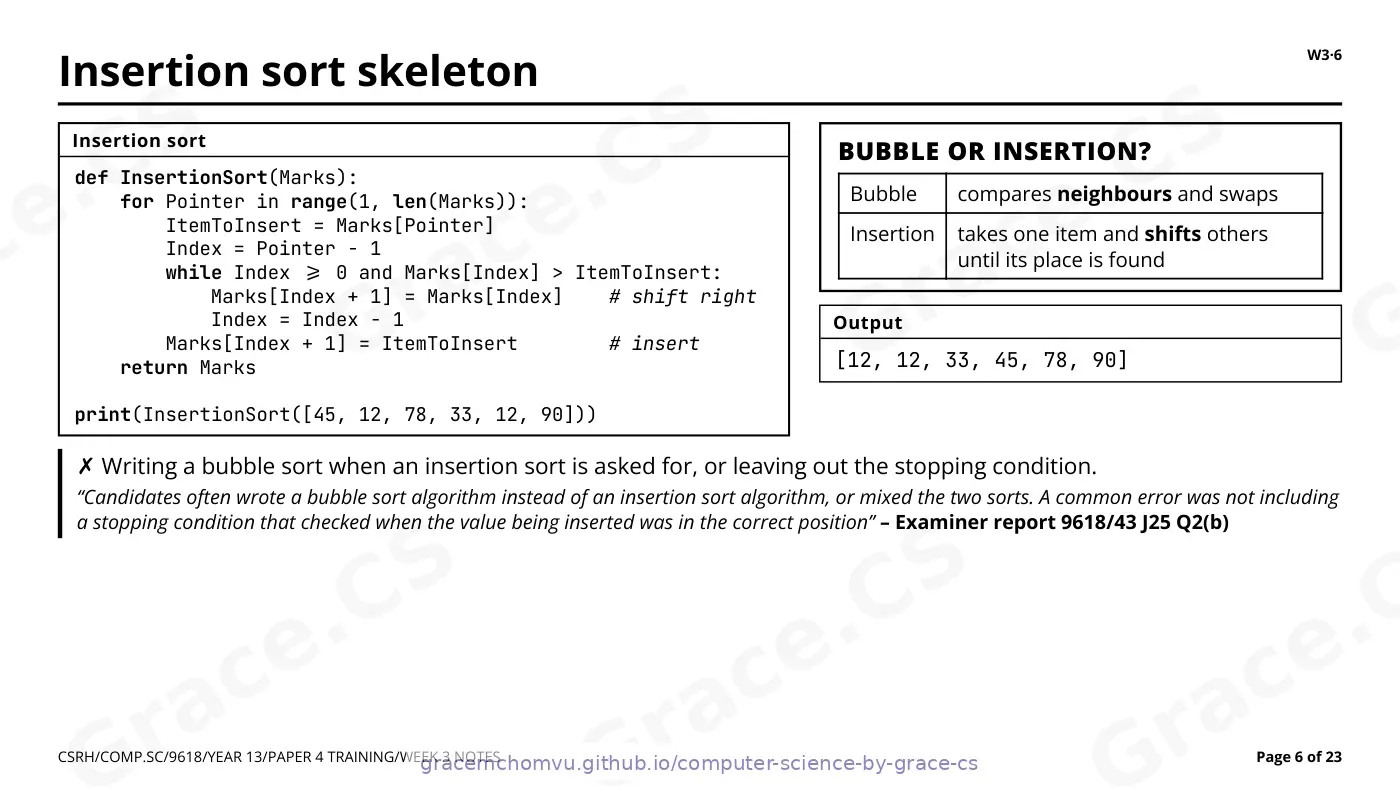 Insertion sort skeleton
W3·6
Insertion sort
def InsertionSort(Marks):
    for Pointer in range(1, len(Marks)):
        ItemToInsert = Marks[Pointer]
        Index = Pointer - 1
        while Index ⩾ 0 and Marks[Index] > ItemToInsert:
            Marks[Index + 1] = Marks[Index]    # shift right
            Index = Index - 1
        Marks[Index + 1] = ItemToInsert        # insert
    return Marks
print(InsertionSort([45, 12, 78, 33, 12, 90]))
BUBBLE OR INSERTION?
Bubble compares neighbours and swaps
Insertion takes one item and shifts others
until its place is found
Output
[12, 12, 33, 45, 78, 90]
✗ Writing a bubble sort when an insertion sort is asked for, or leaving out the stopping condition.
“Candidates often wrote a bubble sort algorithm instead of an insertion sort algorithm, or mixed the two sorts. A common error was not including
a stopping condition that checked when the value being inserted was in the correct position” – Examiner report 9618/43 J25 Q2(b)
CSRH/COMP.SC/9618/YEAR 13/PAPER 4 TRAINING/WEEK 3 NOTES
gracemchomvu.github.io/computer-science-by-grace-cs
Page 6 of 23
Grace.CS